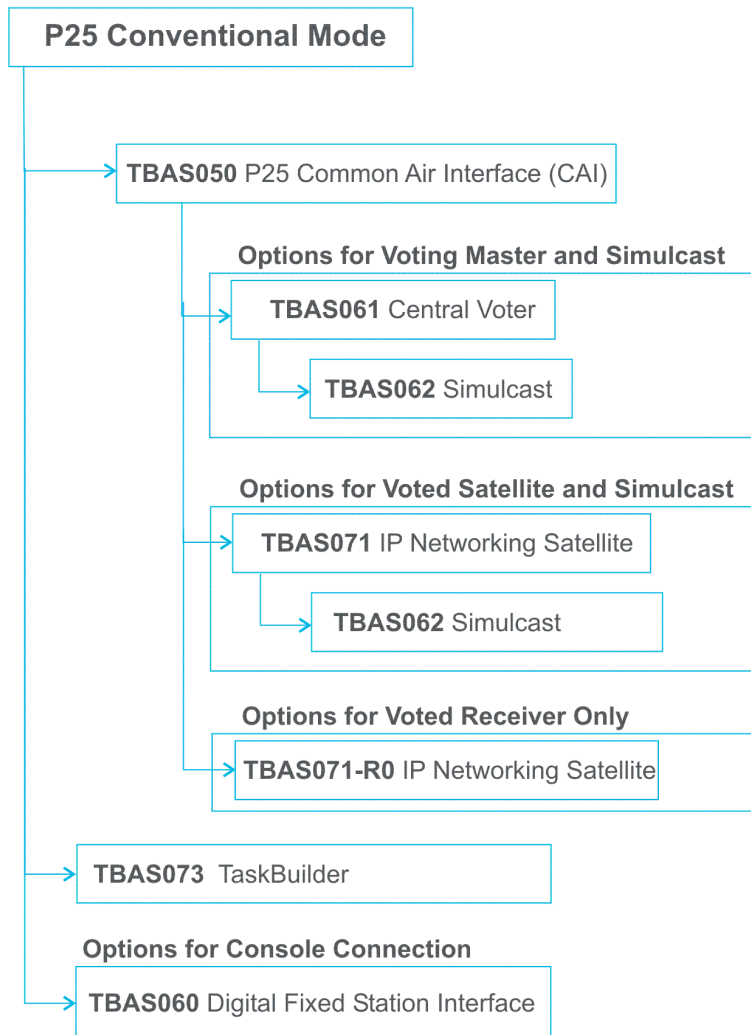 P25 Conventional Mode
TBAS050 P25 Common Air Interface (CAI)
Options for Voting Master and Simulcast
TBAS061 Central Voter
TBAS062 Simulcast
Options for Voted Satellite and Simulcast
TBAS071 IP Networking Satellite
TBAS062 Simulcast
Options for Voted Receiver Only
TBAS071-R0 IP Networking Satellite
TBAS073 TaskBuilder
Options for Console Connection
TBAS060 Digital Fixed Station Interface